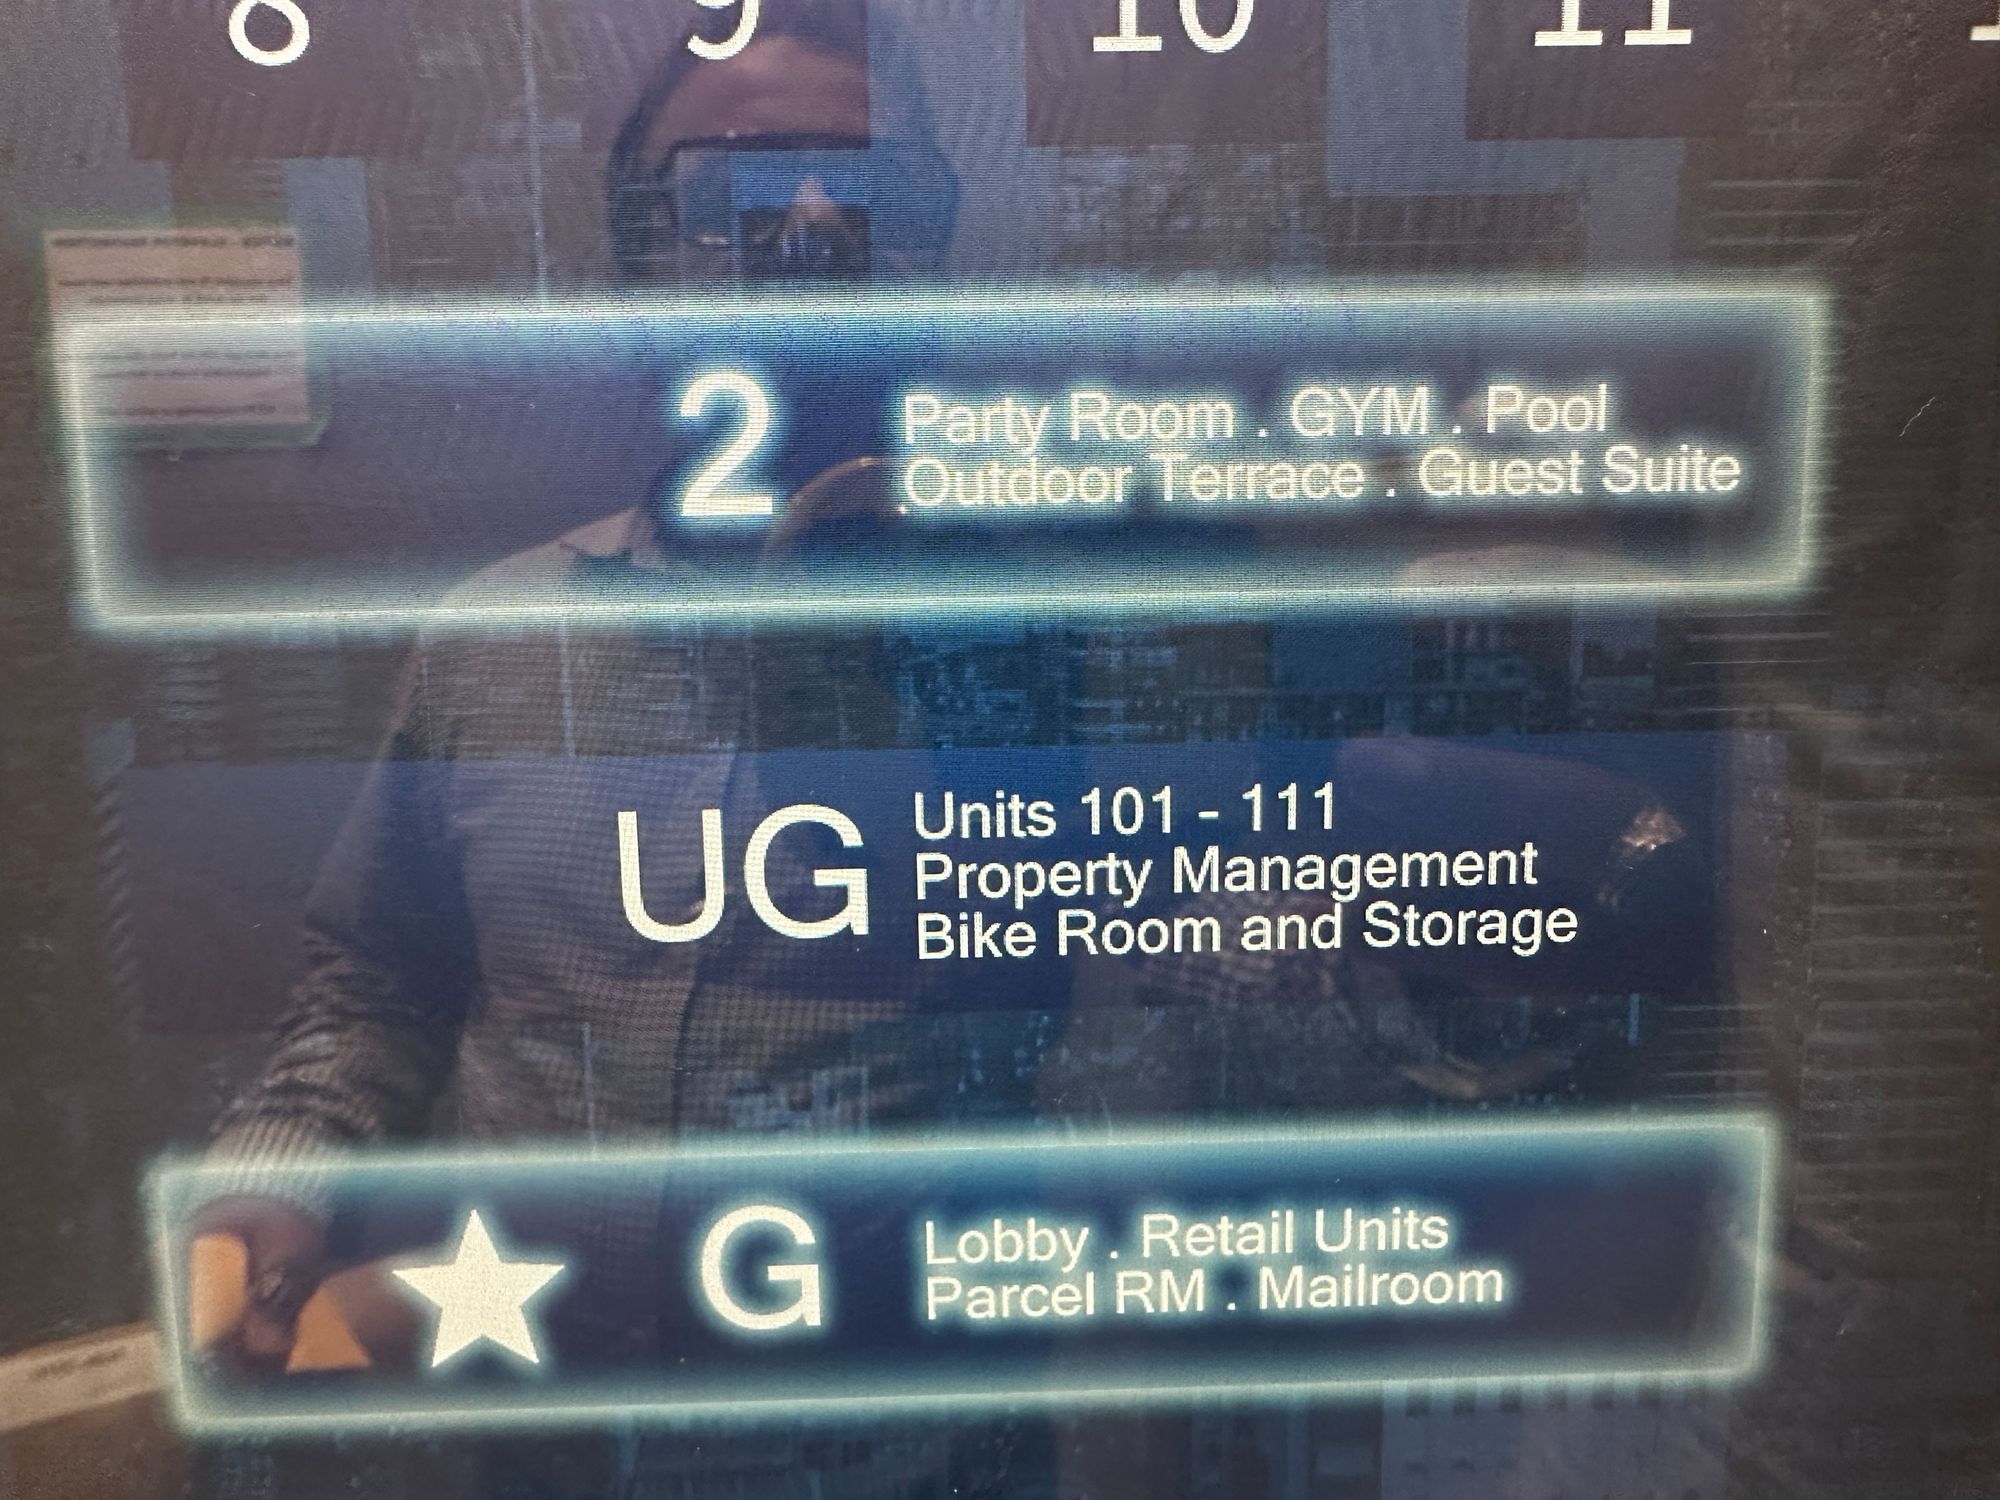 8 9 10 11
2
Party Room . GYM . Pool
Outdoor Terrace . Guest Suite
UG
Units 101 - 111
Property Management
Bike Room and Storage
G
Lobby . Retail Units
Parcel RM . Mailroom